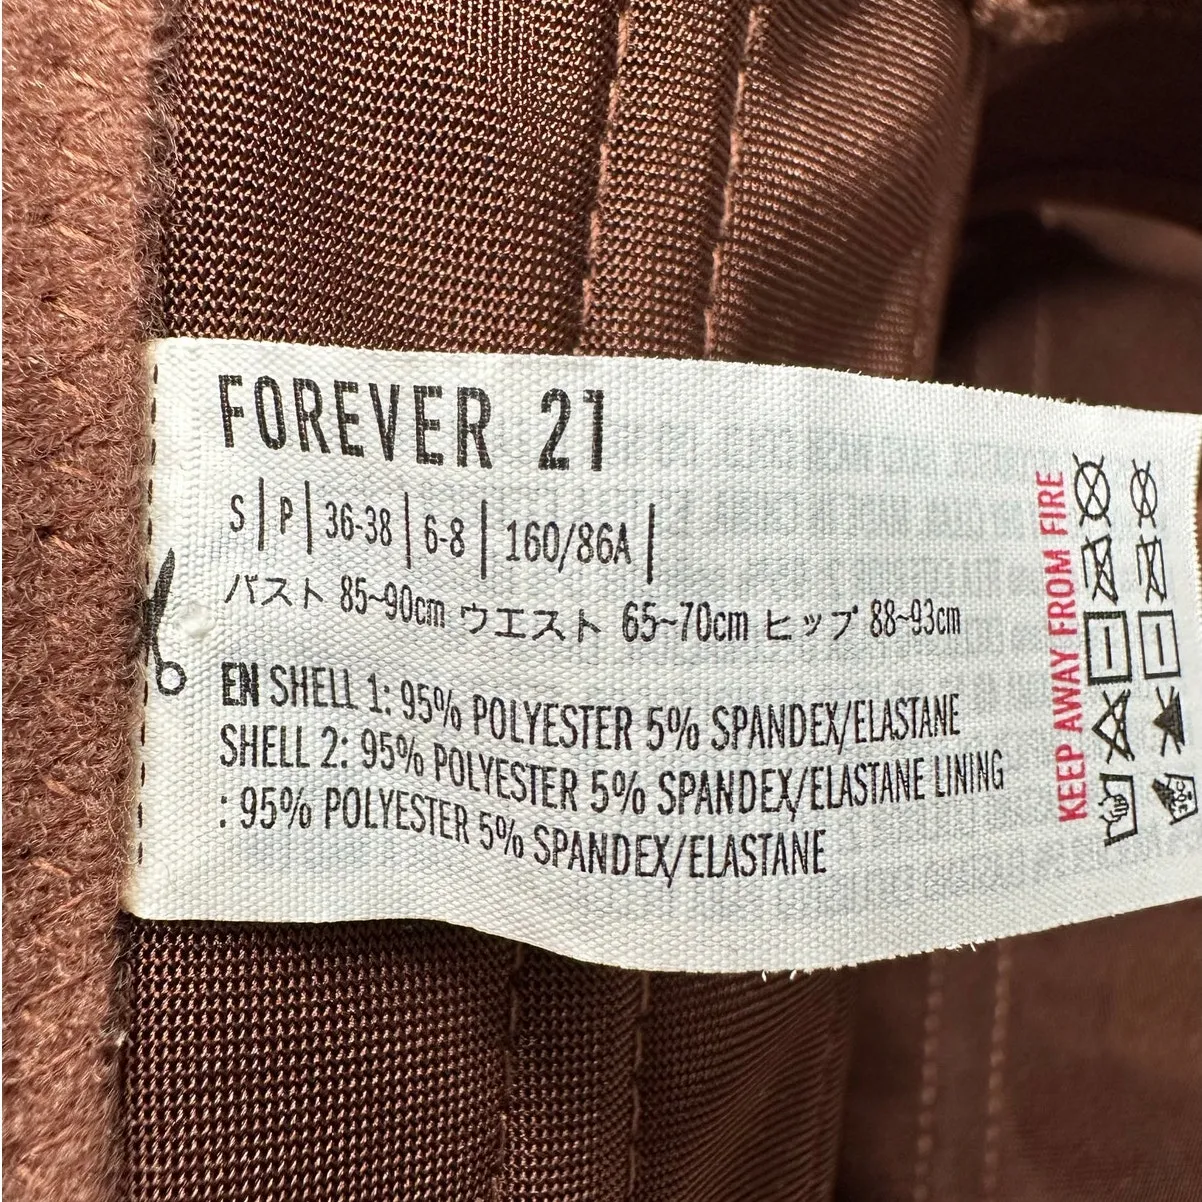 FOREVER 21
S | P | 36-38 | 6-8 | 160/86A |
バスト 85~90cm ウエスト 65~70cm ヒップ 88~93cm
EN SHELL 1: 95% POLYESTER 5% SPANDEX/ELASTANE
SHELL 2: 95% POLYESTER 5% SPANDEX/ELASTANE LINING
: 95% POLYESTER 5% SPANDEX/ELASTANE
KEEP AWAY FROM FIRE